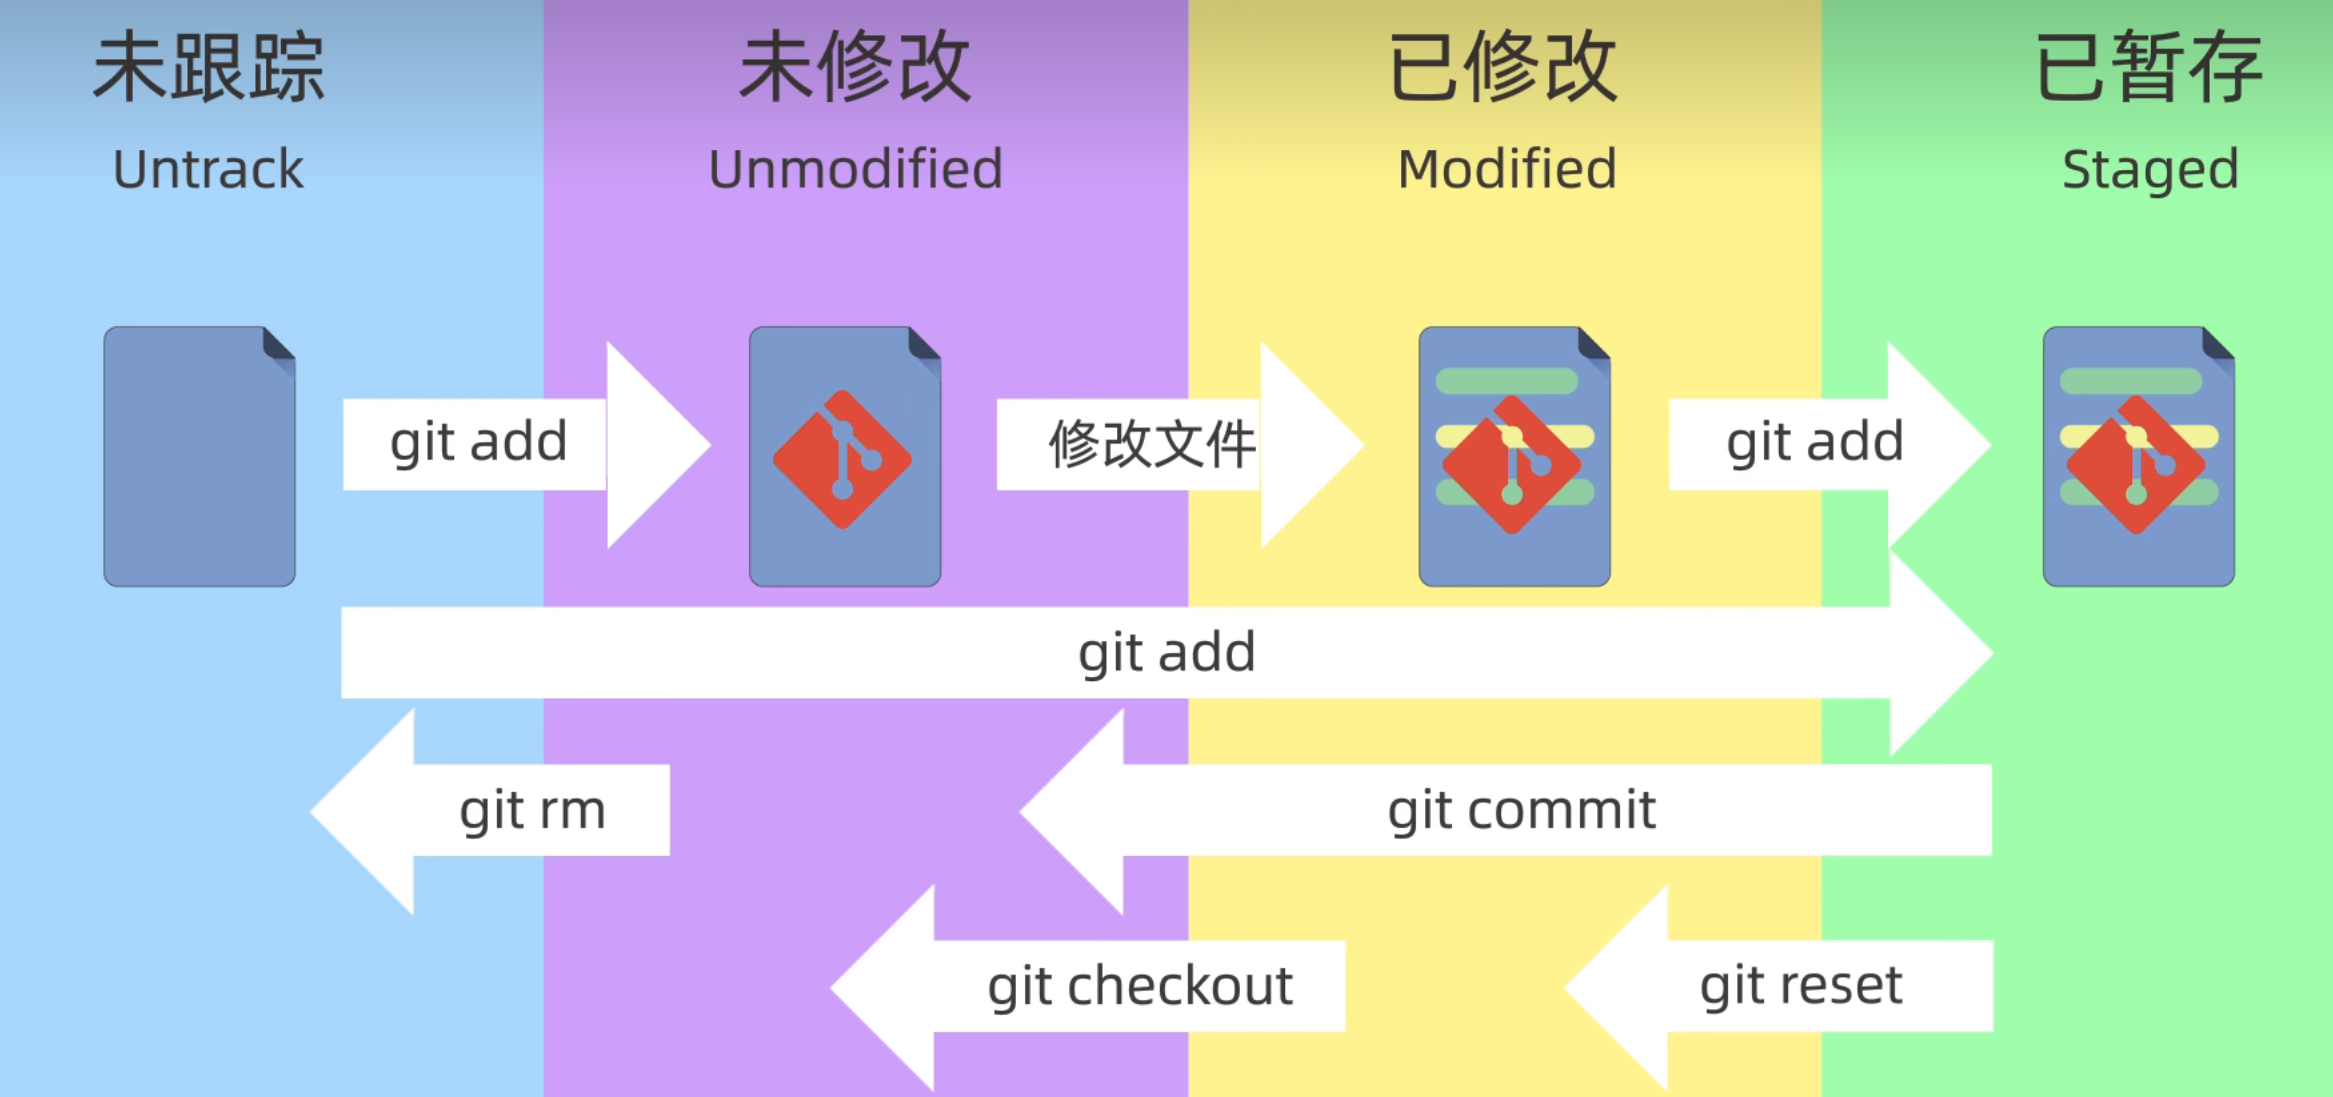 未跟踪
未修改
已修改
已暂存
Untrack
Unmodified
Modified
Staged
git add
修改文件
git add
git add
git rm
git commit
git checkout
git reset